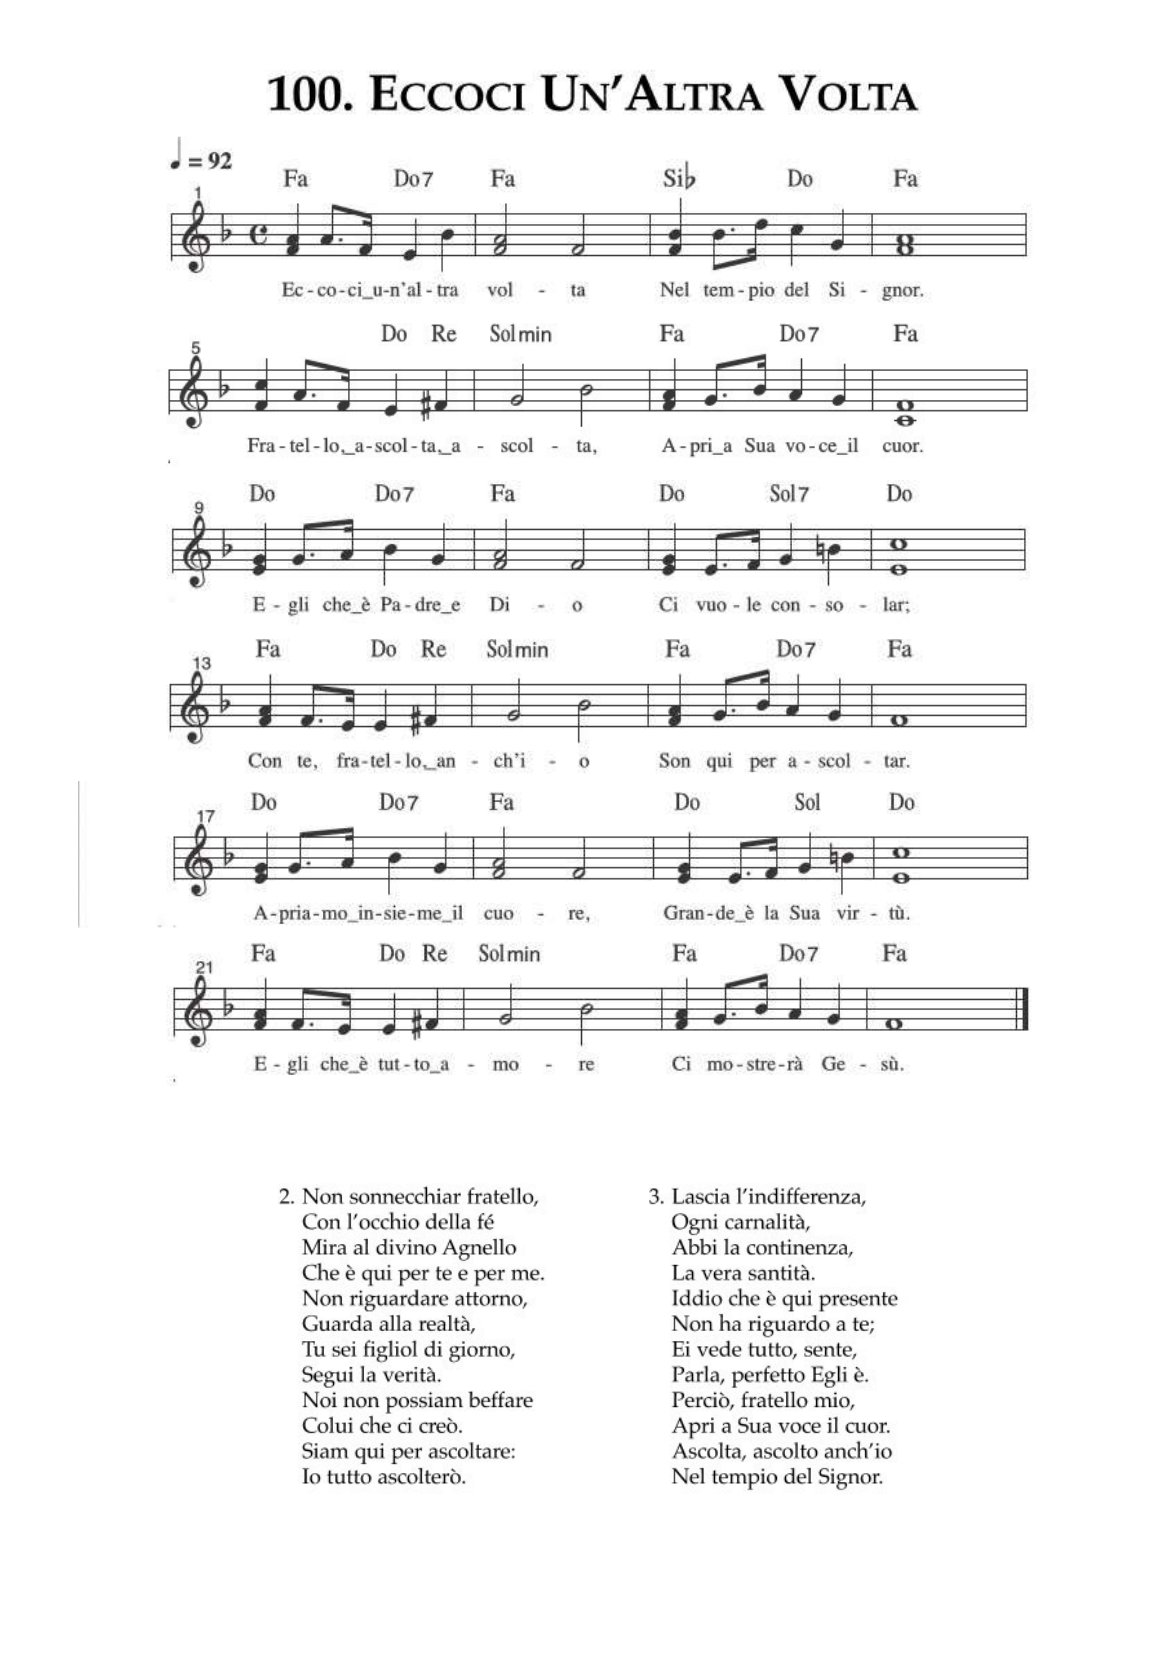 100. Eccoci Un'Altra Volta
♩ = 92
Fa Do7 Fa Si♭ Do Fa
1
Ec-co-ci_u-n'al-tra vol - ta Nel tem-pio del Si - gnor.
Do Re Solmin Fa Do7 Fa
5
Fra-tel-lo,_a-scol-ta,_a - scol - ta, A-pri_a Sua vo-ce_il cuor.
Do Do7 Fa Do Sol7 Do
9
E - gli che_è Pa-dre_e Di - o Ci vuo-le con - so - lar;
Fa Do Re Solmin Fa Do7 Fa
13
Con te, fra-tel-lo,_an - ch'i - o Son qui per a - scol - tar.
Do Do7 Fa Do Sol Do
17
A-pria-mo_in-sie-me_il cuo - re, Gran-de_è la Sua vir - tù.
Fa Do Re Solmin Fa Do7 Fa
21
E - gli che_è tut-to_a - mo - re Ci mo-stre-rà Ge - sù.
2. Non sonnecchiar fratello,
Con l'occhio della fé
Mira al divino Agnello
Che è qui per te e per me.
Non riguardare attorno,
Guarda alla realtà,
Tu sei figliol di giorno,
Segui la verità.
Noi non possiam beffare
Colui che ci creò.
Siam qui per ascoltare:
Io tutto ascolterò.
3. Lascia l'indifferenza,
Ogni carnalità,
Abbi la continenza,
La vera santità.
Iddio che è qui presente
Non ha riguardo a te;
Ei vede tutto, sente,
Parla, perfetto Egli è.
Perciò, fratello mio,
Apri a Sua voce il cuor.
Ascolta, ascolto anch'io
Nel tempio del Signor.